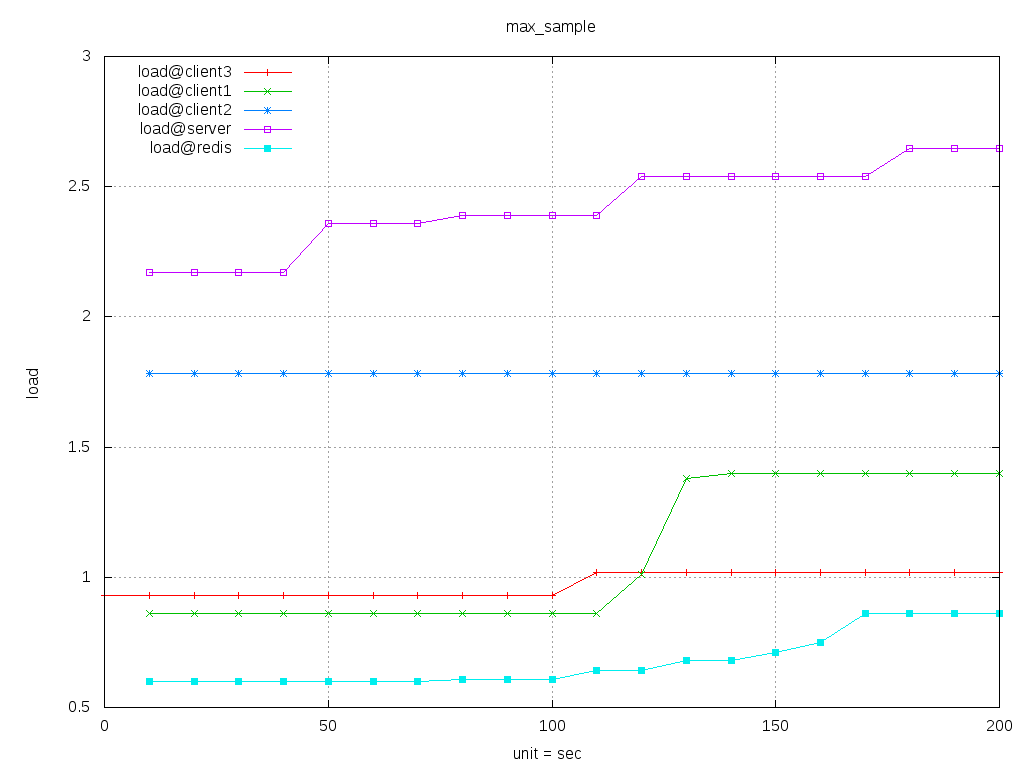 max_sample
3
2.5
2
1.5
1
0.5
load
load@client3
load@client1
load@client2
load@server
load@redis
0 50 100 150 200
unit = sec